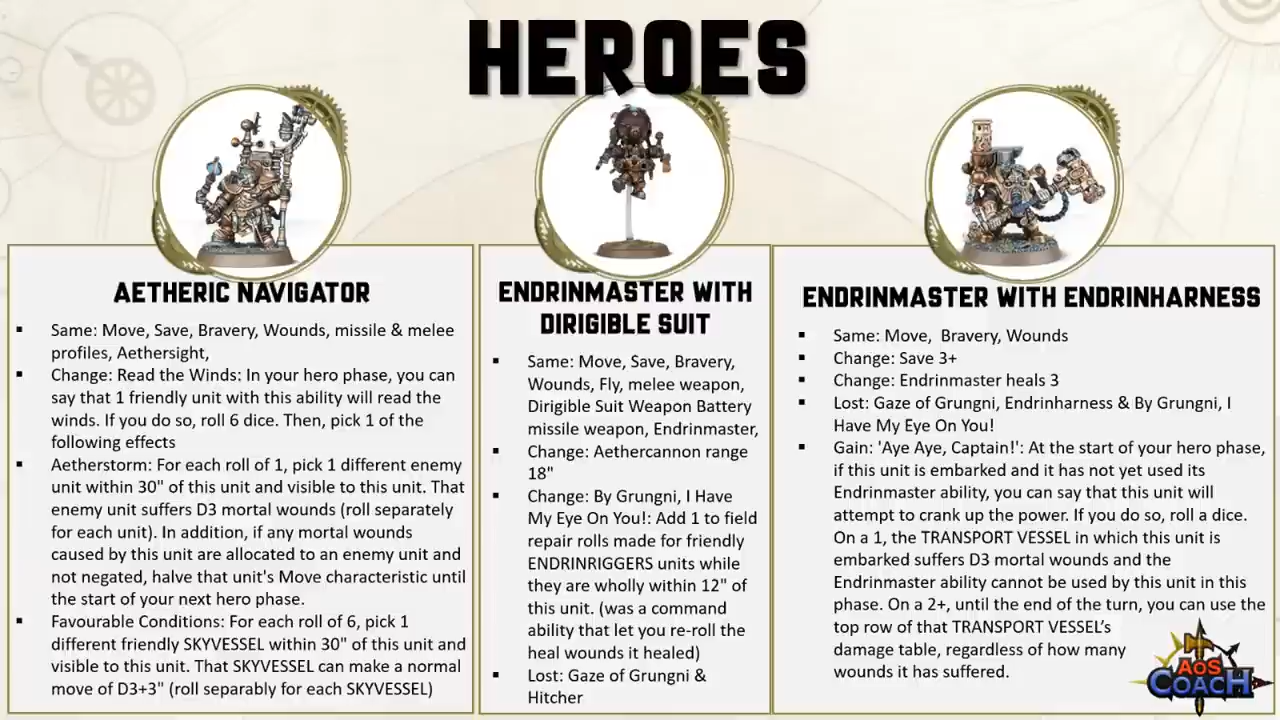 HEROES
AETHERIC NAVIGATOR
▪ Same: Move, Save, Bravery, Wounds, missile & melee
profiles, Aethersight,
▪ Change: Read the Winds: In your hero phase, you can
say that 1 friendly unit with this ability will read the
winds. If you do so, roll 6 dice. Then, pick 1 of the
following effects
▪ Aetherstorm: For each roll of 1, pick 1 different enemy
unit within 30" of this unit and visible to this unit. That
enemy unit suffers D3 mortal wounds (roll separately
for each unit). In addition, if any mortal wounds
caused by this unit are allocated to an enemy unit and
not negated, halve that unit's Move characteristic until
the start of your next hero phase.
▪ Favourable Conditions: For each roll of 6, pick 1
different friendly SKYVESSEL within 30" of this unit and
visible to this unit. That SKYVESSEL can make a normal
move of D3+3" (roll separably for each SKYVESSEL)
ENDRINMASTER WITH
DIRIGIBLE SUIT
▪ Same: Move, Save, Bravery,
Wounds, Fly, melee weapon,
Dirigible Suit Weapon Battery
missile weapon, Endrinmaster,
▪ Change: Aethercannon range
18"
▪ Change: By Grungni, I Have
My Eye On You!: Add 1 to field
repair rolls made for friendly
ENDRINRIGGERS units while
they are wholly within 12" of
this unit. (was a command
ability that let you re-roll the
heal wounds it healed)
▪ Lost: Gaze of Grungni &
Hitcher
ENDRINMASTER WITH ENDRINHARNESS
▪ Same: Move, Bravery, Wounds
▪ Change: Save 3+
▪ Change: Endrinmaster heals 3
▪ Lost: Gaze of Grungni, Endrinharness & By Grungni, I
Have My Eye On You!
▪ Gain: 'Aye Aye, Captain!': At the start of your hero phase,
if this unit is embarked and it has not yet used its
Endrinmaster ability, you can say that this unit will
attempt to crank up the power. If you do so, roll a dice.
On a 1, the TRANSPORT VESSEL in which this unit is
embarked suffers D3 mortal wounds and the
Endrinmaster ability cannot be used by this unit in this
phase. On a 2+, until the end of the turn, you can use the
top row of that TRANSPORT VESSEL's
damage table, regardless of how many
wounds it has suffered.
AoS
COACH